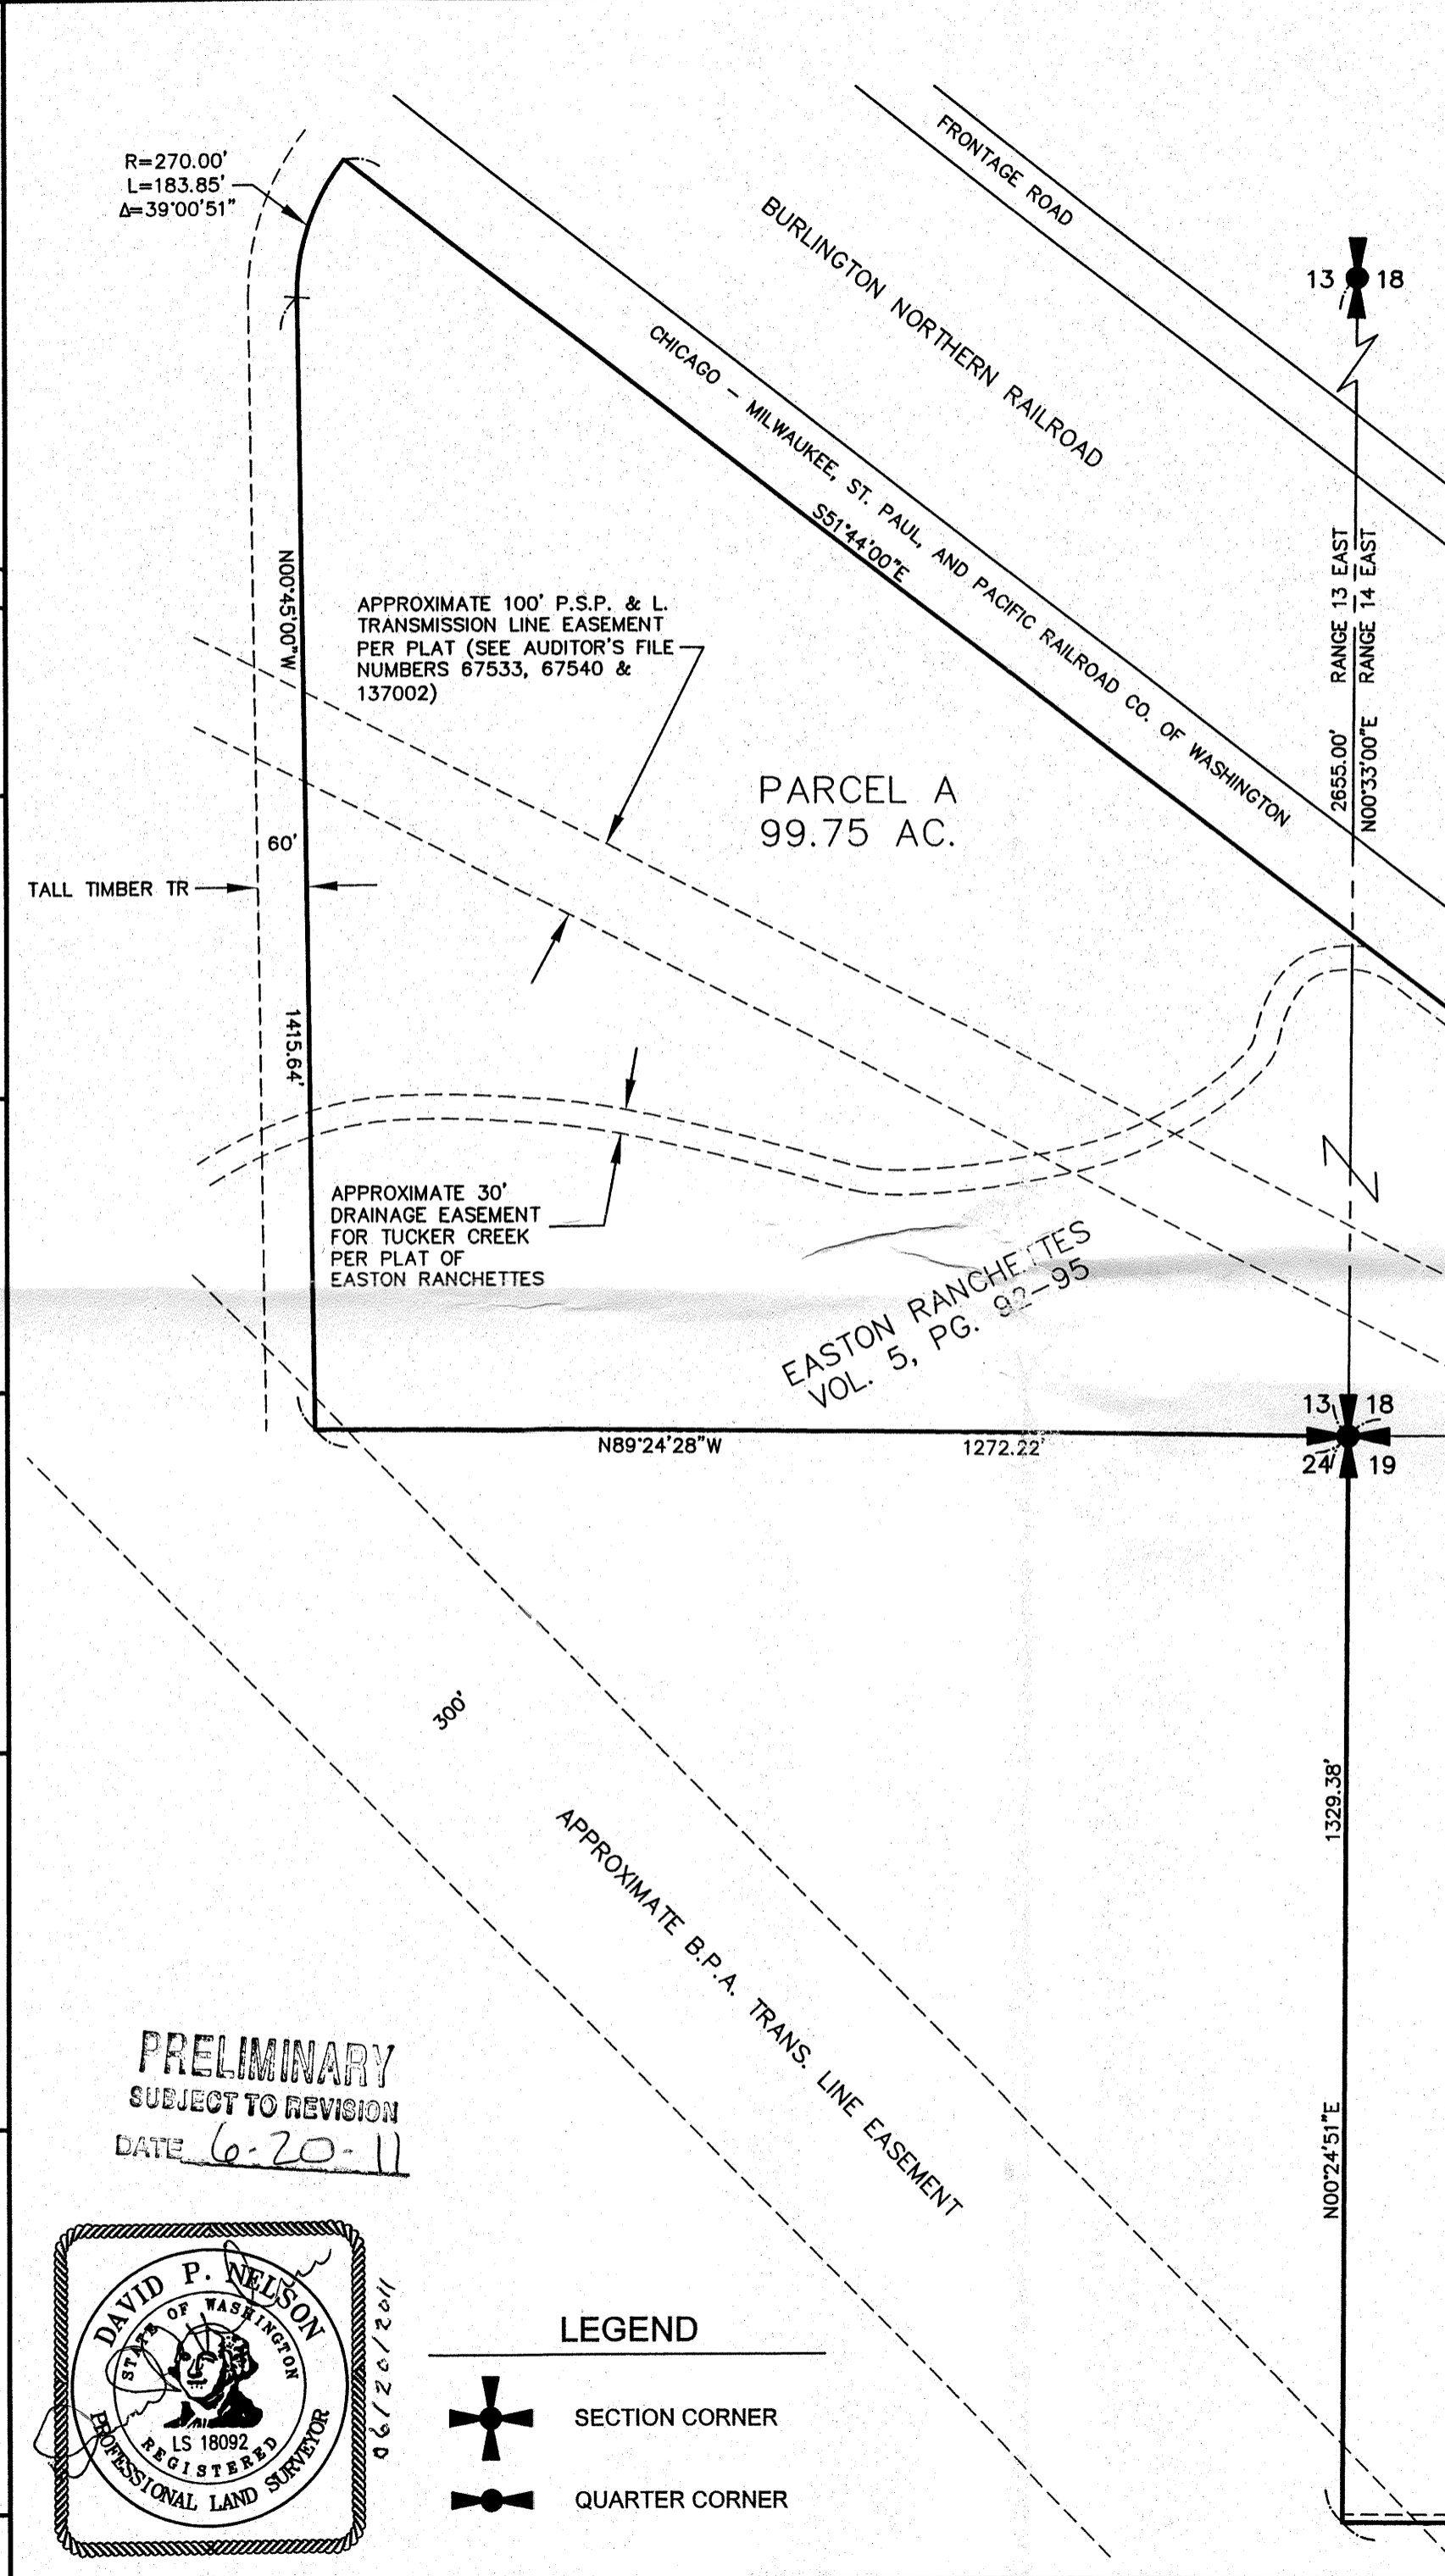 R=270.00'
L=183.85'
Δ=39°00'51"
FRONTAGE ROAD
BURLINGTON NORTHERN RAILROAD
13 18
CHICAGO – MILWAUKEE, ST. PAUL, AND PACIFIC RAILROAD CO. OF WASHINGTON
S51°44'00"E
N00°45'00"W
1415.64'
APPROXIMATE 100' P.S.P. & L.
TRANSMISSION LINE EASEMENT
PER PLAT (SEE AUDITOR'S FILE
NUMBERS 67533, 67540 &
137002)
RANGE 13 EAST
RANGE 14 EAST
2655.00'
N00°33'00"E
PARCEL A
99.75 AC.
60'
TALL TIMBER TR
APPROXIMATE 30'
DRAINAGE EASEMENT
FOR TUCKER CREEK
PER PLAT OF
EASTON RANCHETTES
EASTON RANCHETTES
VOL. 5, PG. 92–95
13 18
24 19
N89°24'28"W 1272.22'
300'
APPROXIMATE B.P.A. TRANS. LINE EASEMENT
1329.38'
N00°24'51"E
PRELIMINARY
SUBJECT TO REVISION
DATE 6-20-11
DAVID P. NELSON
STATE OF WASHINGTON
LS 18092
REGISTERED
PROFESSIONAL LAND SURVEYOR
06/20/2011
LEGEND
SECTION CORNER
QUARTER CORNER